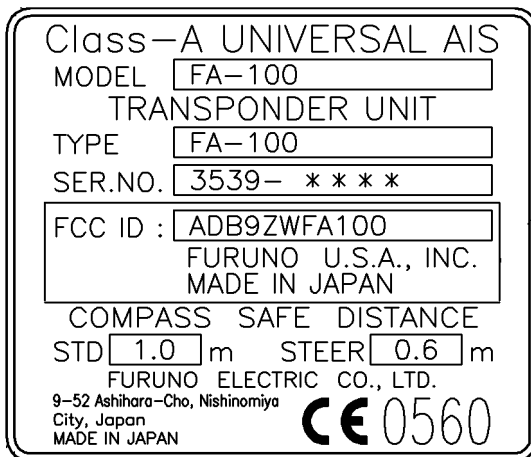 Class-A UNIVERSAL AIS
MODEL FA-100
TRANSPONDER UNIT
TYPE FA-100
SER.NO. 3539- ****
FCC ID : ADB9ZWFA100
FURUNO U.S.A., INC.
MADE IN JAPAN
COMPASS SAFE DISTANCE
STD 1.0 m STEER 0.6 m
FURUNO ELECTRIC CO., LTD.
9-52 Ashihara-Cho, Nishinomiya
City, Japan
MADE IN JAPAN
CE 0560